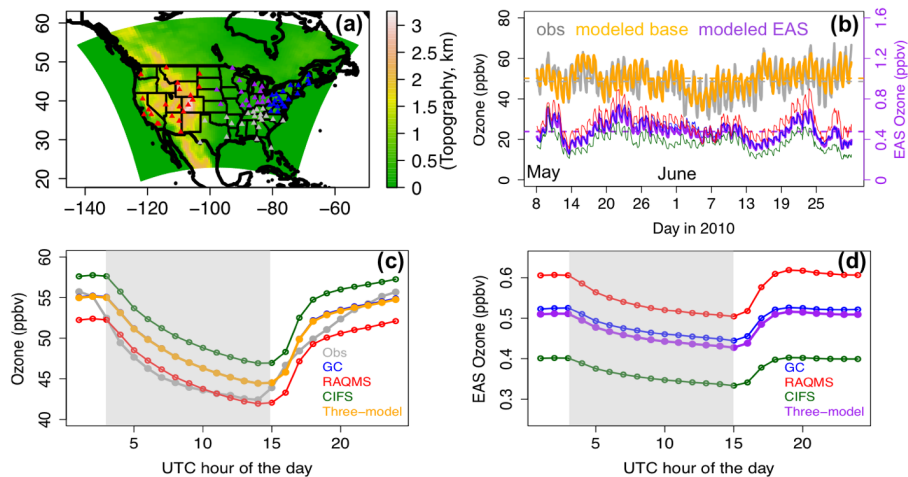 (a)
60
50
40
30
20
−140
−120
−100
−80
−60
3
2.5
2
1.5
1
0.5
0
(Topography, km)
(b)
obs modeled base modeled EAS
80
60
40
20
0
Ozone (ppbv)
1.6
1.2
0.8
0.4
0
EAS Ozone (ppbv)
May
June
8 14 20 26 1 7 13 19 25
Day in 2010
(c)
60
55
50
45
40
Ozone (ppbv)
Obs
GC
RAQMS
CIFS
Three−model
5 10 15 20
UTC hour of the day
(d)
0.6
0.5
0.4
0.3
EAS Ozone (ppbv)
GC
RAQMS
CIFS
Three−model
5 10 15 20
UTC hour of the day